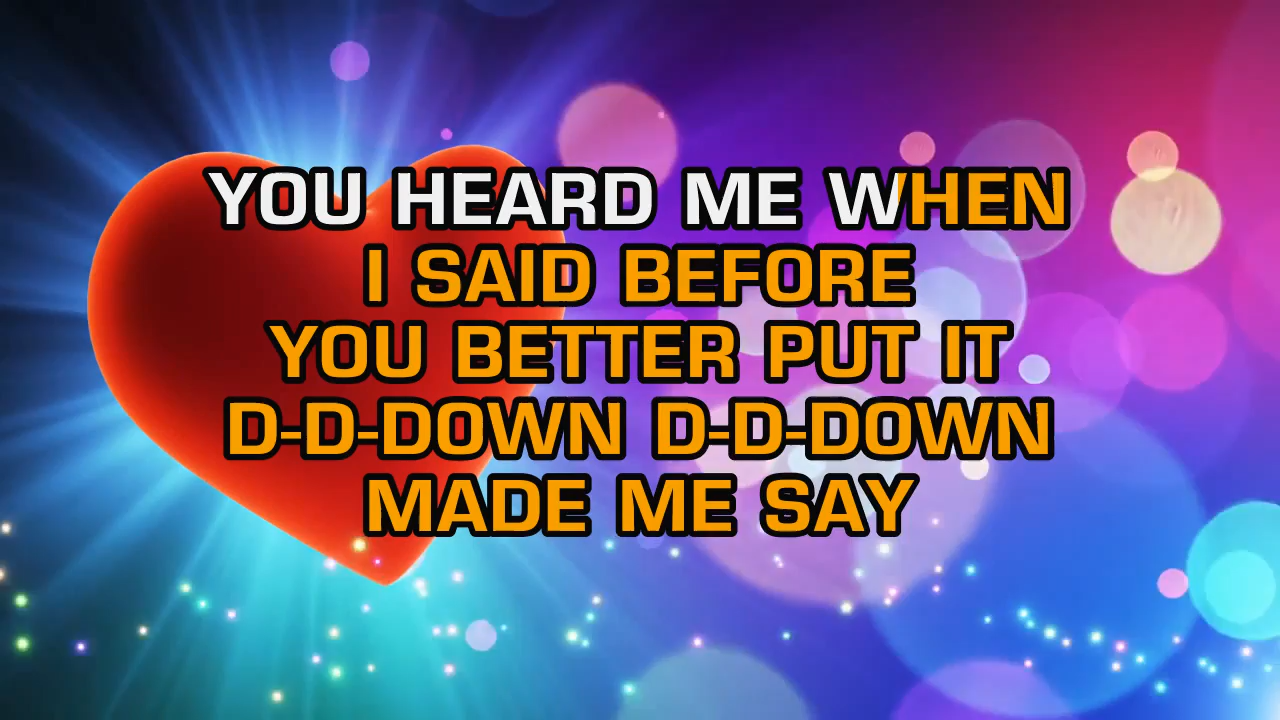 YOU HEARD ME WHEN
I SAID BEFORE
YOU BETTER PUT IT
D-D-DOWN D-D-DOWN
MADE ME SAY